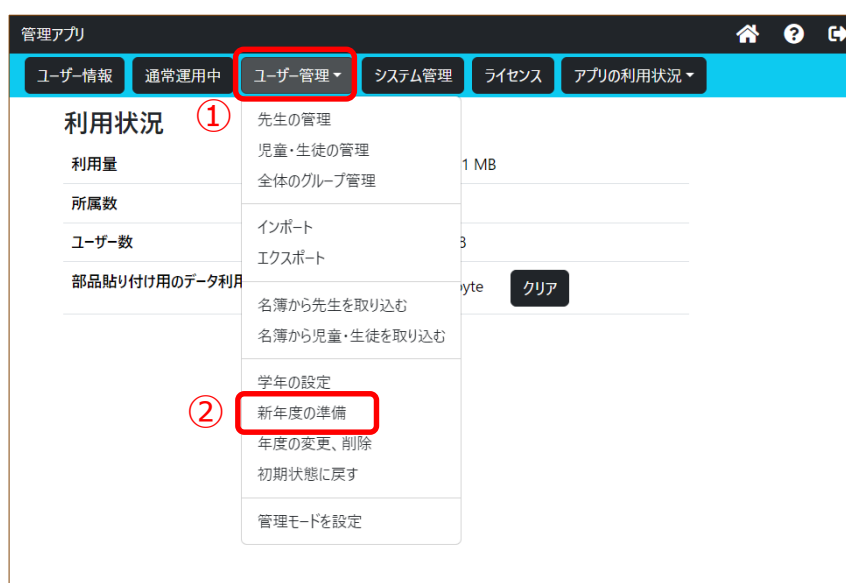 管理アプリ
ユーザー情報 通常運用中 ユーザー管理 システム管理 ライセンス アプリの利用状況
利用状況
①
利用量
1 MB
所属数
ユーザー数
部品貼り付け用のデータ利用
byte
クリア
先生の管理
児童・生徒の管理
全体のグループ管理
インポート
エクスポート
名簿から先生を取り込む
名簿から児童・生徒を取り込む
学年の設定
②
新年度の準備
年度の変更、削除
初期状態に戻す
管理モードを設定